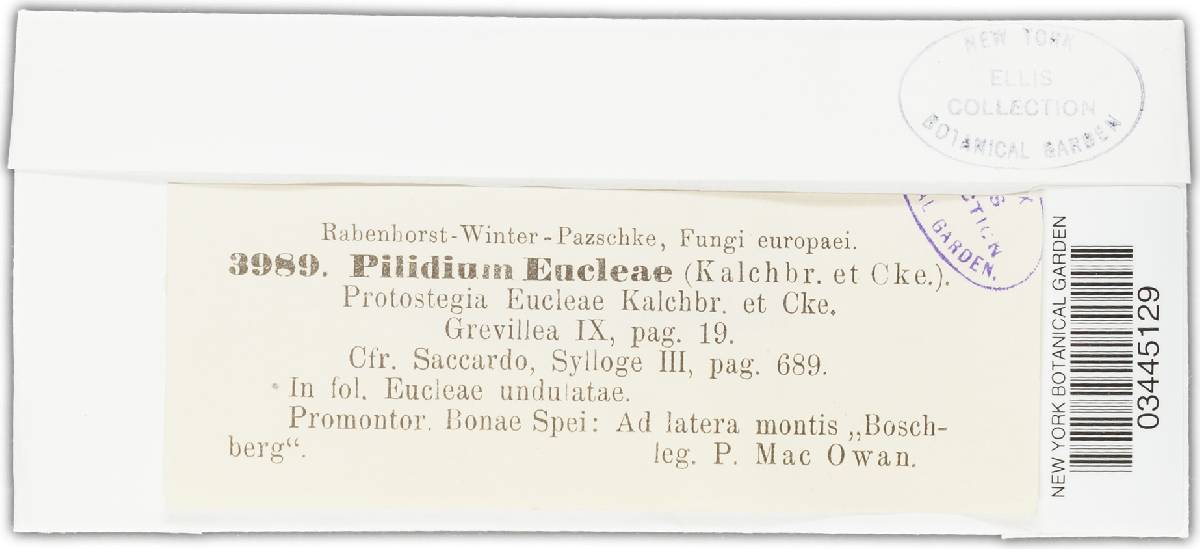 NEW YORK
ELLIS
COLLECTION
BOTANICAL GARDEN
Rabenhorst-Winter-Pazschke, Fungi europaei.
3989. Pilidium Eucleae (Kalchbr. et Cke.).
Protostegia Eucleae Kalchbr. et Cke.
Grevillea IX, pag. 19.
Cfr. Saccardo, Sylloge III, pag. 689.
In fol. Eucleae undulatae.
Promontor. Bonae Spei: Ad latera montis „Bosch-
berg“. leg. P. Mac Owan.
GARDEN.
NEW YORK BOTANICAL GARDEN
03445129